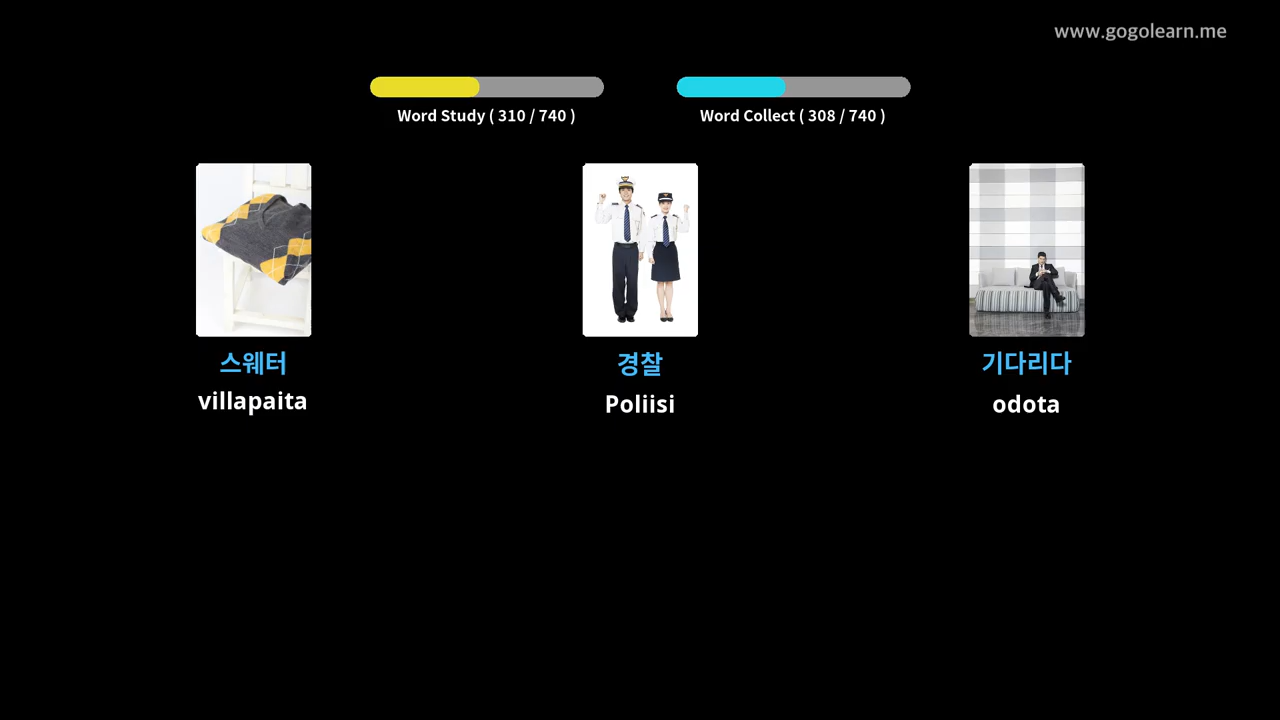 www.gogolearn.me
Word Study ( 310 / 740 )
Word Collect ( 308 / 740 )
스웨터
villapaita
경찰
Poliisi
기다리다
odota